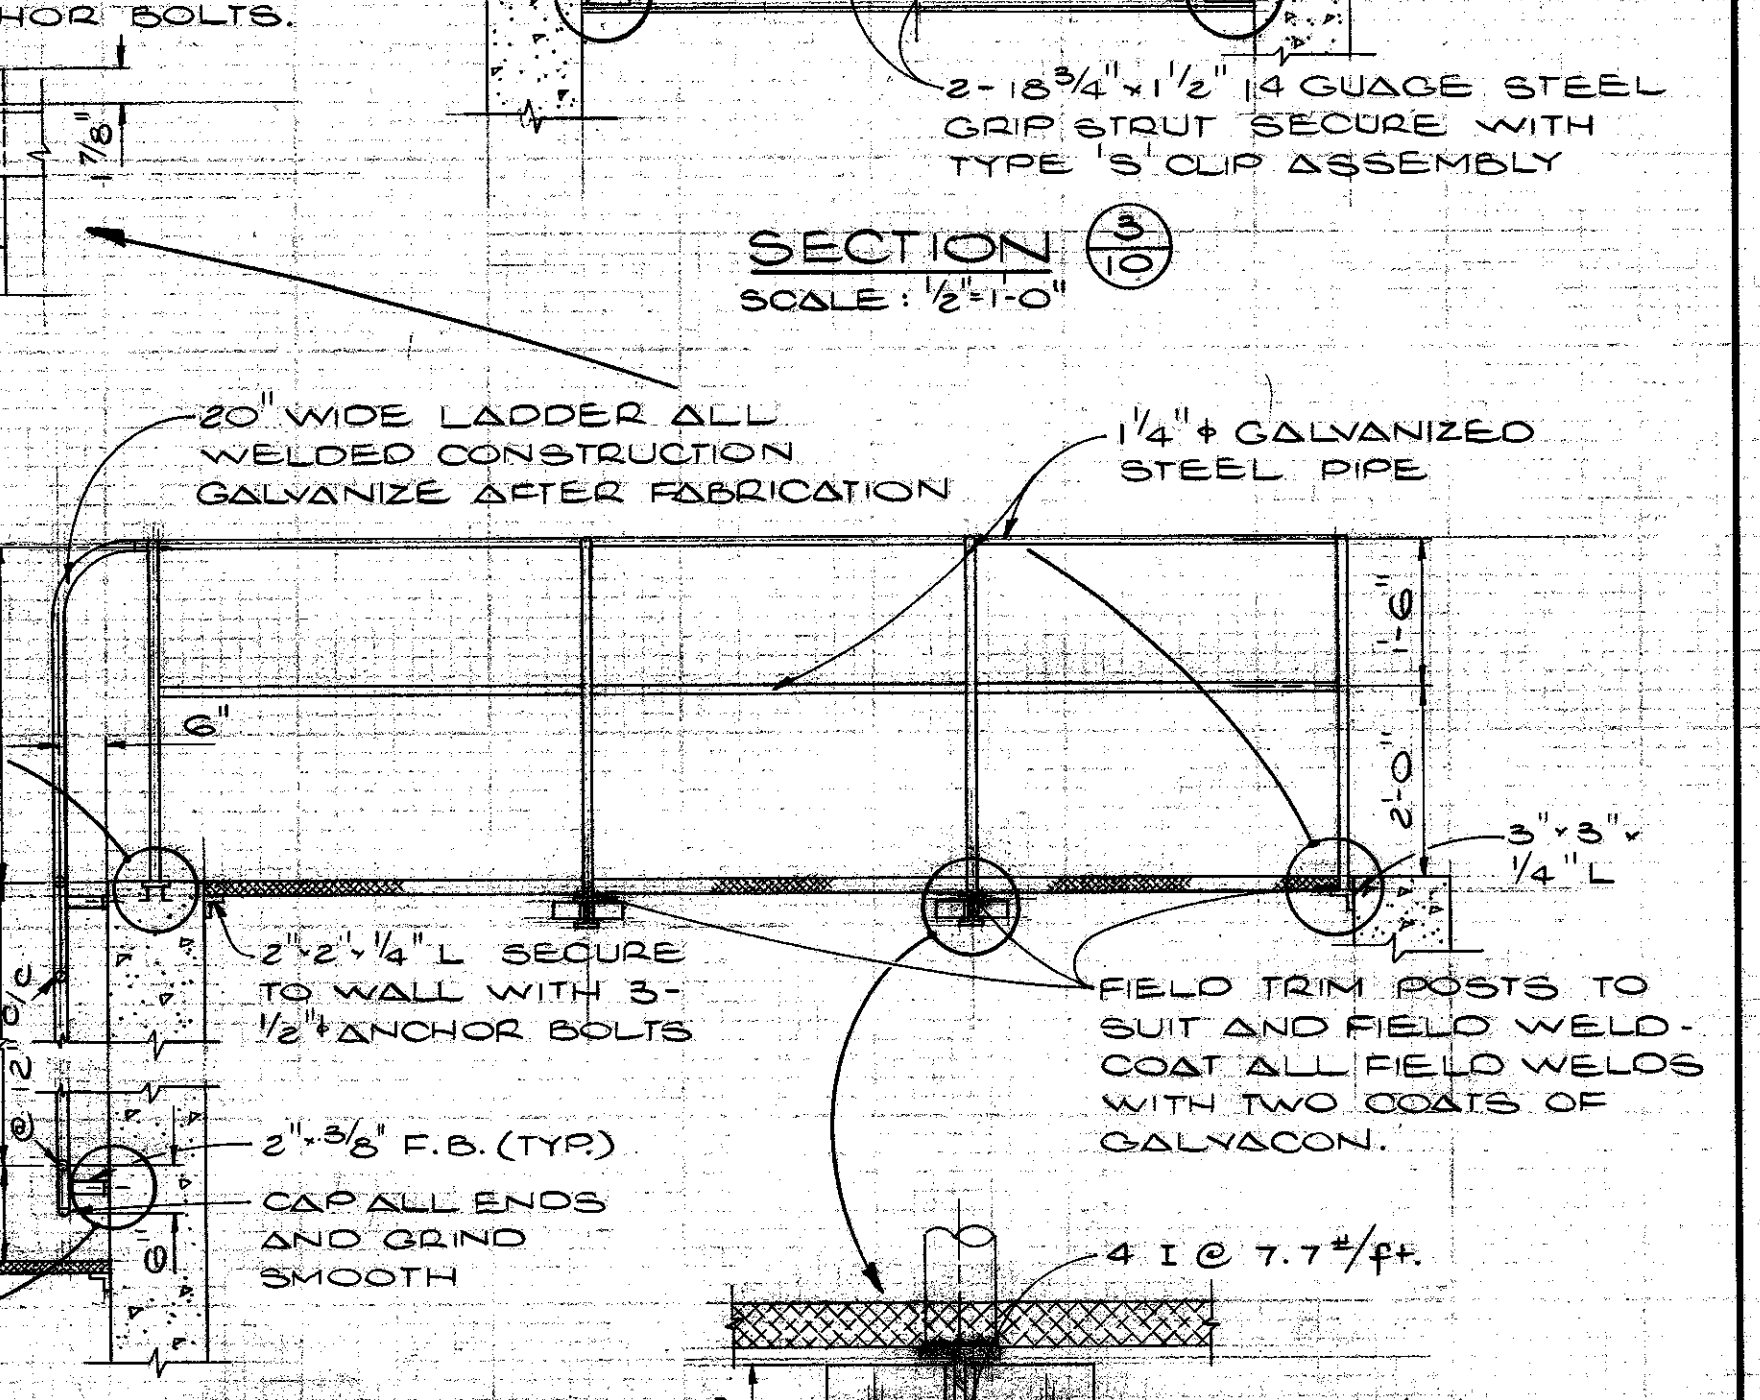 HOR BOLTS.
1 7/8"
2- 18 3/4" x 1 1/2" 14 GUAGE STEEL
GRIP STRUT SECURE WITH
TYPE 'S' CLIP ASSEMBLY
SECTION 3/10
SCALE: 1/2"=1'-0"
20" WIDE LADDER ALL
WELDED CONSTRUCTION
GALVANIZE AFTER FABRICATION
1 1/4" ϕ GALVANIZED
STEEL PIPE
1'-6"
6"
2'-0"
3" x 3" x
1/4" L
2" x 2" x 1/4" L SECURE
TO WALL WITH 3-
1/2" ϕ ANCHOR BOLTS
FIELD TRIM POSTS TO
SUIT AND FIELD WELD-
COAT ALL FIELD WELDS
WITH TWO COATS OF
GALVACON.
@ 12" O/C
2" x 3/8" F.B. (TYP.)
CAP ALL ENDS
AND GRIND
SMOOTH
4 I @ 7.7 #/ft.